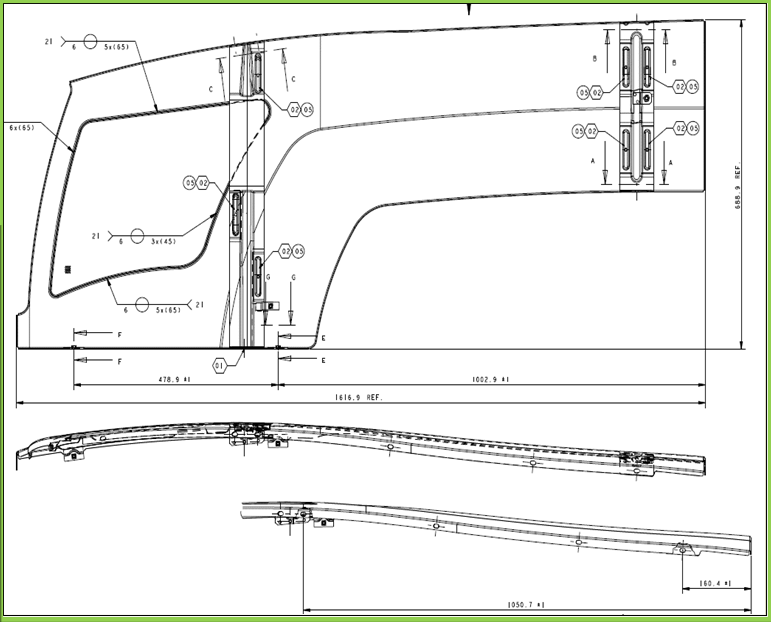 21 6 5x(65)
B B
C C
05 02 02 05
02 05
6x(65)
05 02 02 05
A A
688.9 REF.
05 02
21 6 3x(45)
02 05
G G
6 5x(65) 21
F E
F E
01
478.9 ±1 1002.9 ±1
1616.9 REF.
160.4 ±1
1050.7 ±1